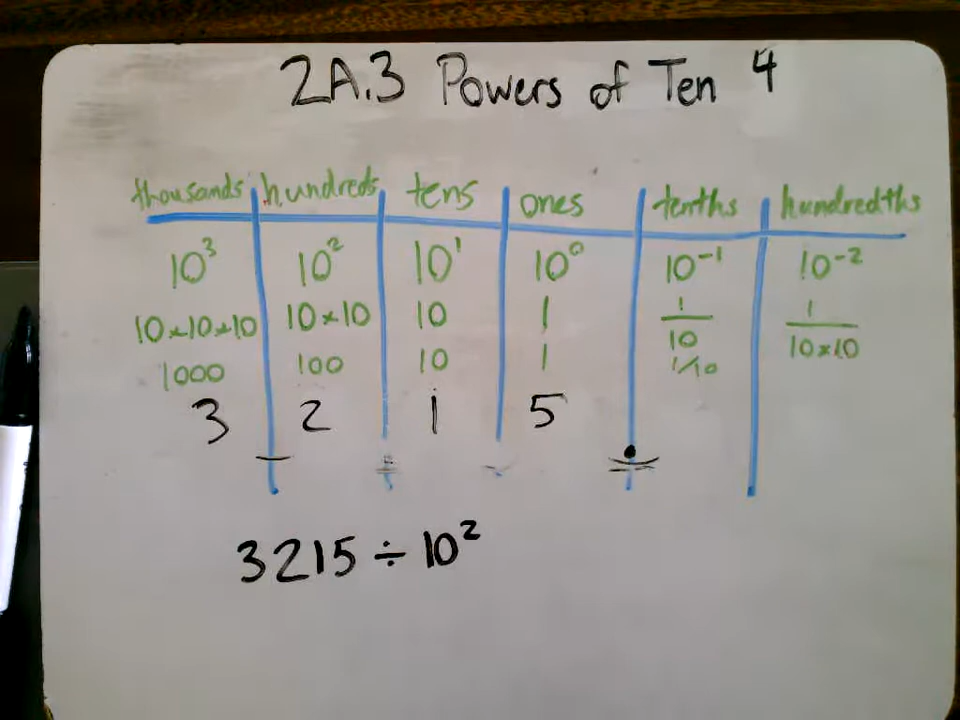 2A.3 Powers of Ten 4
thousands hundreds tens ones tenths hundredths
10³ 10² 10¹ 10⁰ 10⁻¹ 10⁻²
10×10×10 10×10 10 1 1/10 1/10×10
1000 100 10 1 1/10
3 2 1 5 .
3215 ÷ 10²